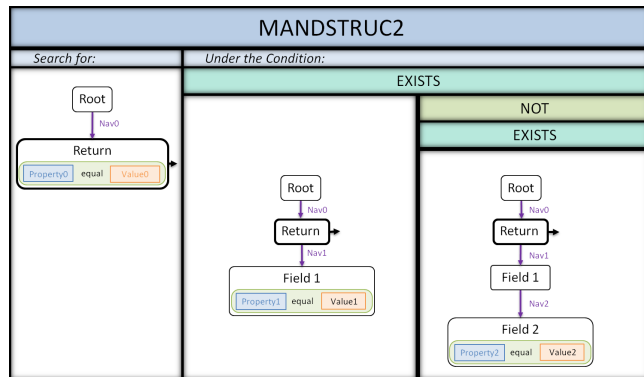 MANDSTRUC2
Search for:
Under the Condition:
EXISTS
NOT
EXISTS
Root
Nav0
Return
Property0 equal Value0
Root
Nav0
Return
Nav1
Field 1
Property1 equal Value1
Root
Nav0
Return
Nav1
Field 1
Nav2
Field 2
Property2 equal Value2